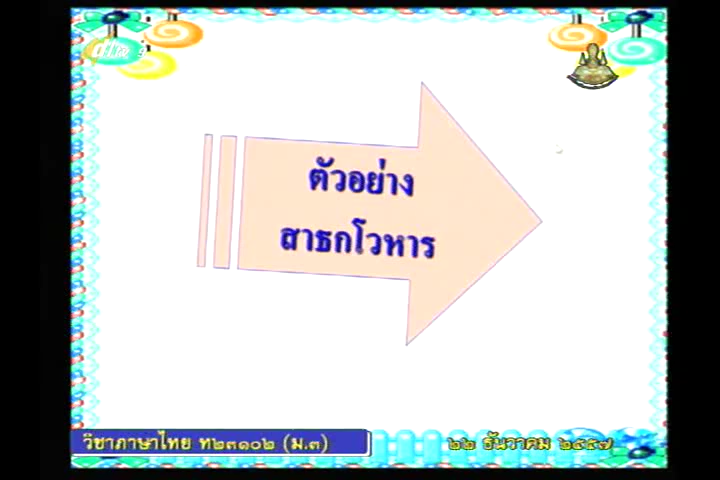 ตัวอย่าง
สาธกโวหาร
วิชาภาษาไทย ท๒๓๑๐๒ (ม.๓)
๒๒ ธันวาคม ๒๕๕๗